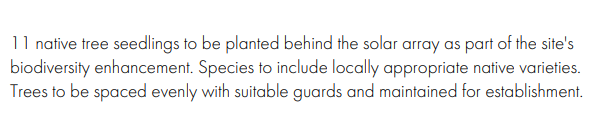 11 native tree seedlings to be planted behind the solar array as part of the site's
biodiversity enhancement. Species to include locally appropriate native varieties.
Trees to be spaced evenly with suitable guards and maintained for establishment.